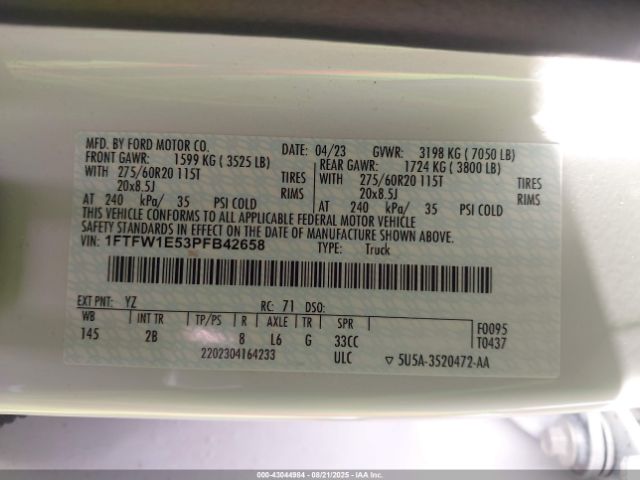 MFD. BY FORD MOTOR CO. DATE: 04/23 GVWR: 3198 KG ( 7050 LB)
FRONT GAWR: 1599 KG ( 3525 LB) REAR GAWR: 1724 KG ( 3800 LB)
WITH 275/60R20 115T TIRES WITH 275/60R20 115T TIRES
20x8.5J RIMS 20x8.5J RIMS
AT 240 kPa/ 35 PSI COLD AT 240 kPa/ 35 PSI COLD
THIS VEHICLE CONFORMS TO ALL APPLICABLE FEDERAL MOTOR VEHICLE
SAFETY STANDARDS IN EFFECT ON THE DATE OF MANUFACTURE SHOWN ABOVE.
VIN: 1FTFW1E53PFB42658 TYPE: Truck
EXT PNT: YZ RC: 71 DSO:
WB INT TR TP/PS R AXLE TR SPR F0095
145 2B 8 L6 G 33CC T0437
2202304164233 ULC ▽ 5U5A-3520472-AA
000-43044984 - 08/21/2025 - COPART.CA